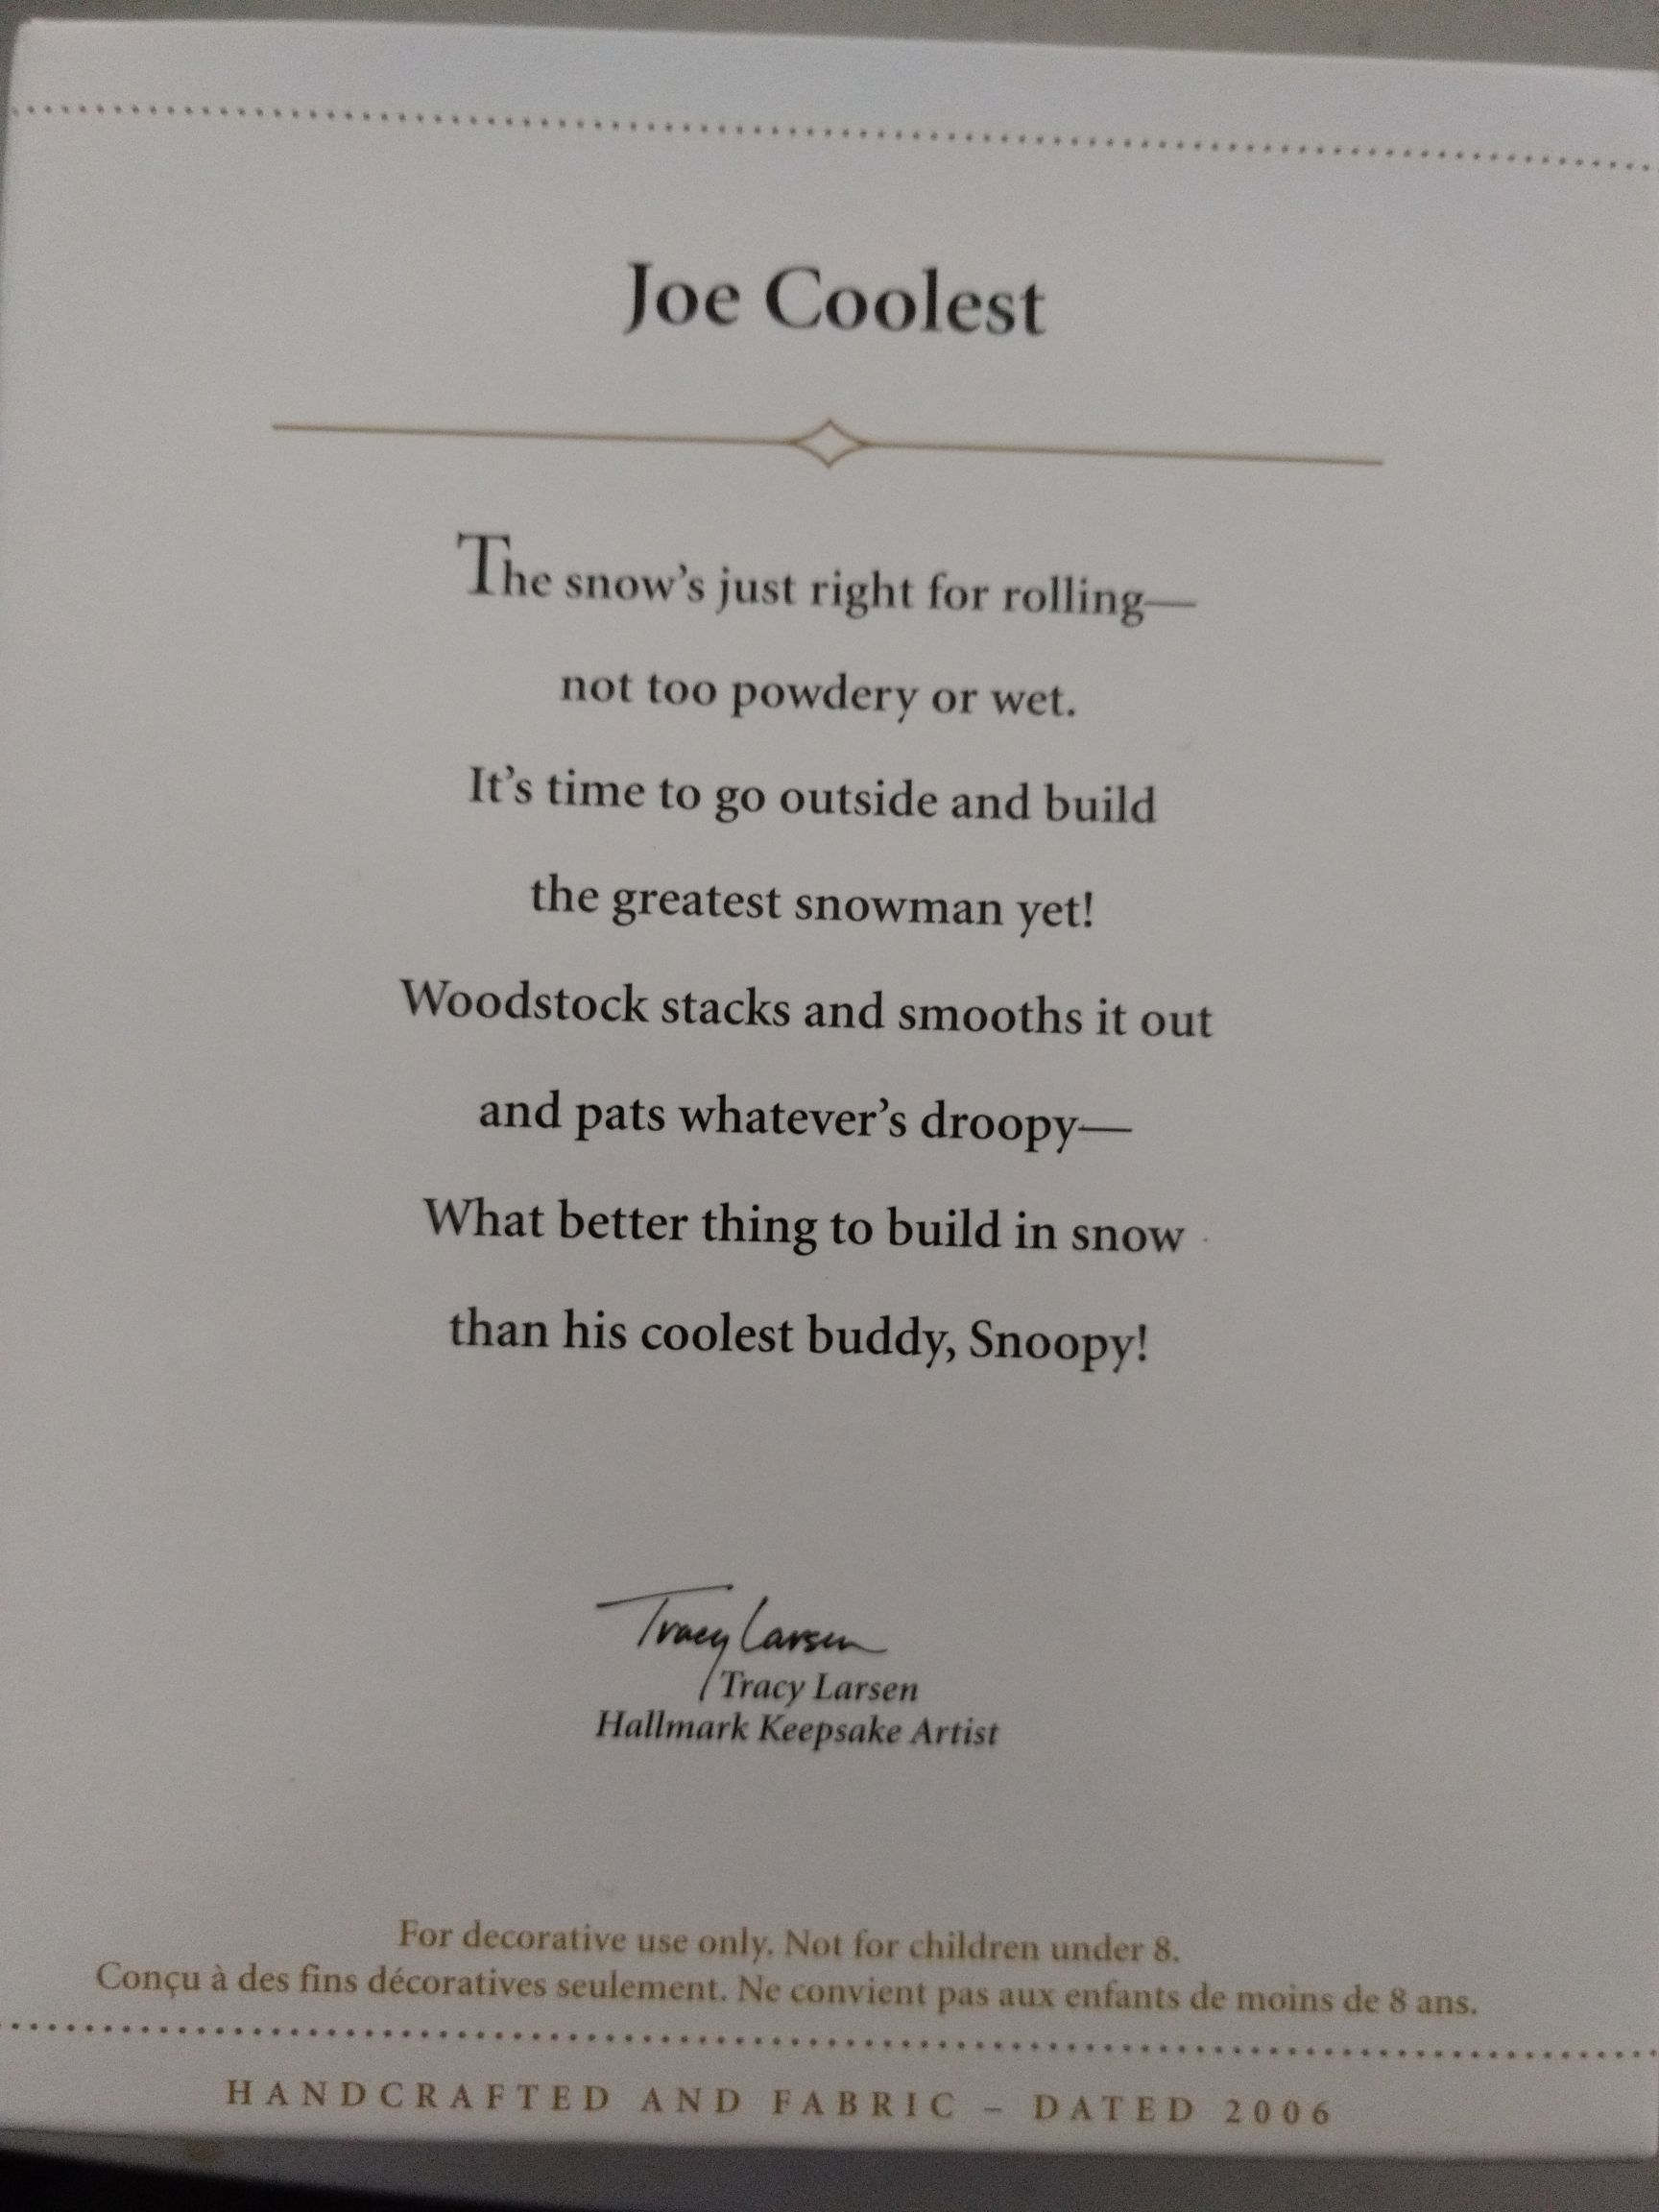 Joe Coolest
The snow's just right for rolling—
not too powdery or wet.
It's time to go outside and build
the greatest snowman yet!
Woodstock stacks and smooths it out
and pats whatever's droopy—
What better thing to build in snow
than his coolest buddy, Snoopy!
Tracy Larsen
Tracy Larsen
Hallmark Keepsake Artist
For decorative use only. Not for children under 8.
Conçu à des fins décoratives seulement. Ne convient pas aux enfants de moins de 8 ans.
HANDCRAFTED AND FABRIC – DATED 2006